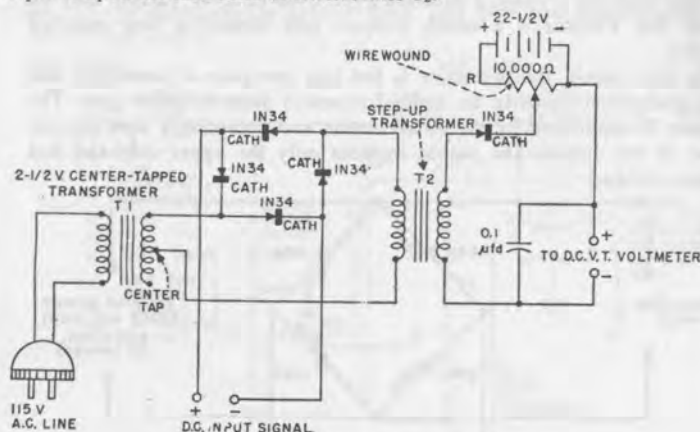 22-1/2 V
+
−
WIREWOUND
R
10,000Ω
STEP-UP
TRANSFORMER
T2
IN34
CATH
IN34
CATH
CATH
IN34
IN34
CATH
IN34
CATH
2-1/2 V. CENTER-TAPPED
TRANSFORMER
T1
CENTER
TAP
0.1
μfd
+
TO D.C.V.T. VOLTMETER
−
+
−
115 V
A.C. LINE
D.C. INPUT SIGNAL